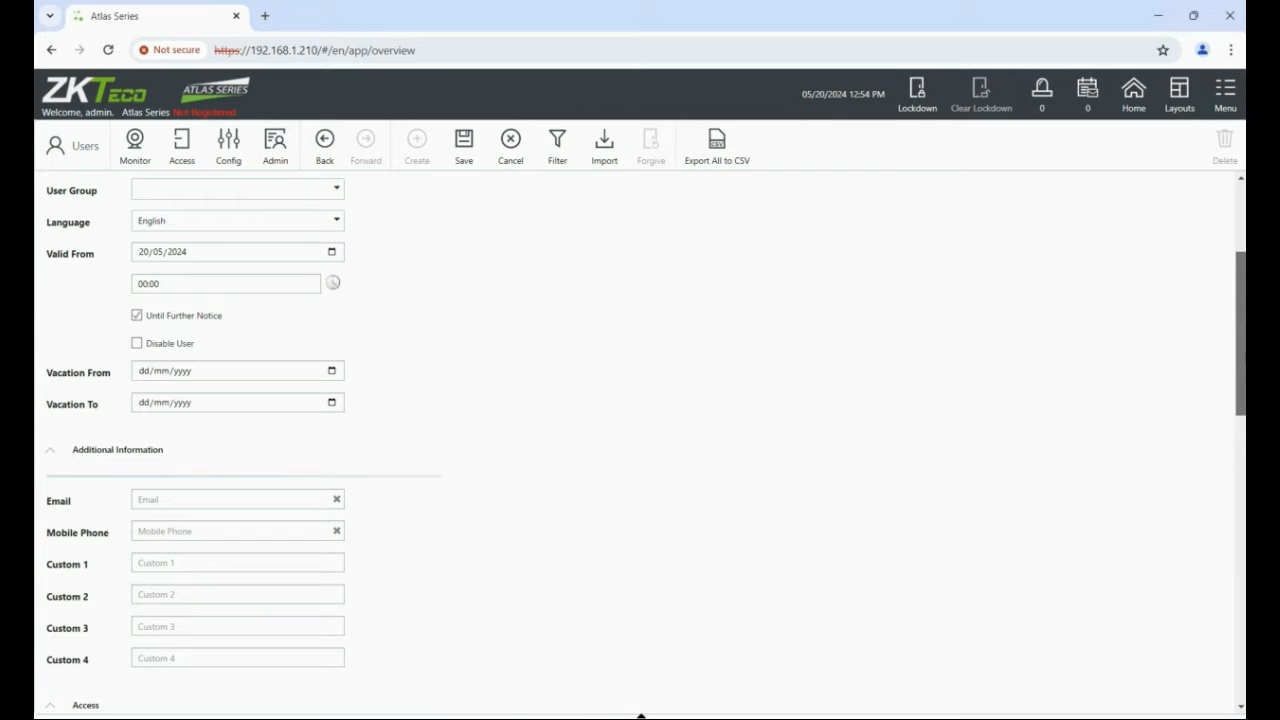 Atlas Series
Not secure https://192.168.1.210/#/en/app/overview
ZKTeco ATLAS SERIES
Welcome, admin. Atlas Series Not Registered
05/20/2024 12:54 PM
Lockdown Clear Lockdown 0 0 Home Layouts Menu
Users Monitor Access Config Admin Back Forward Create Save Cancel Filter Import Forgive CSV Export All to CSV Delete
User Group
Language English
Valid From 20/05/2024
00:00
Until Further Notice
Disable User
Vacation From dd/mm/yyyy
Vacation To dd/mm/yyyy
Additional Information
Email Email
Mobile Phone Mobile Phone
Custom 1 Custom 1
Custom 2 Custom 2
Custom 3 Custom 3
Custom 4 Custom 4
Access